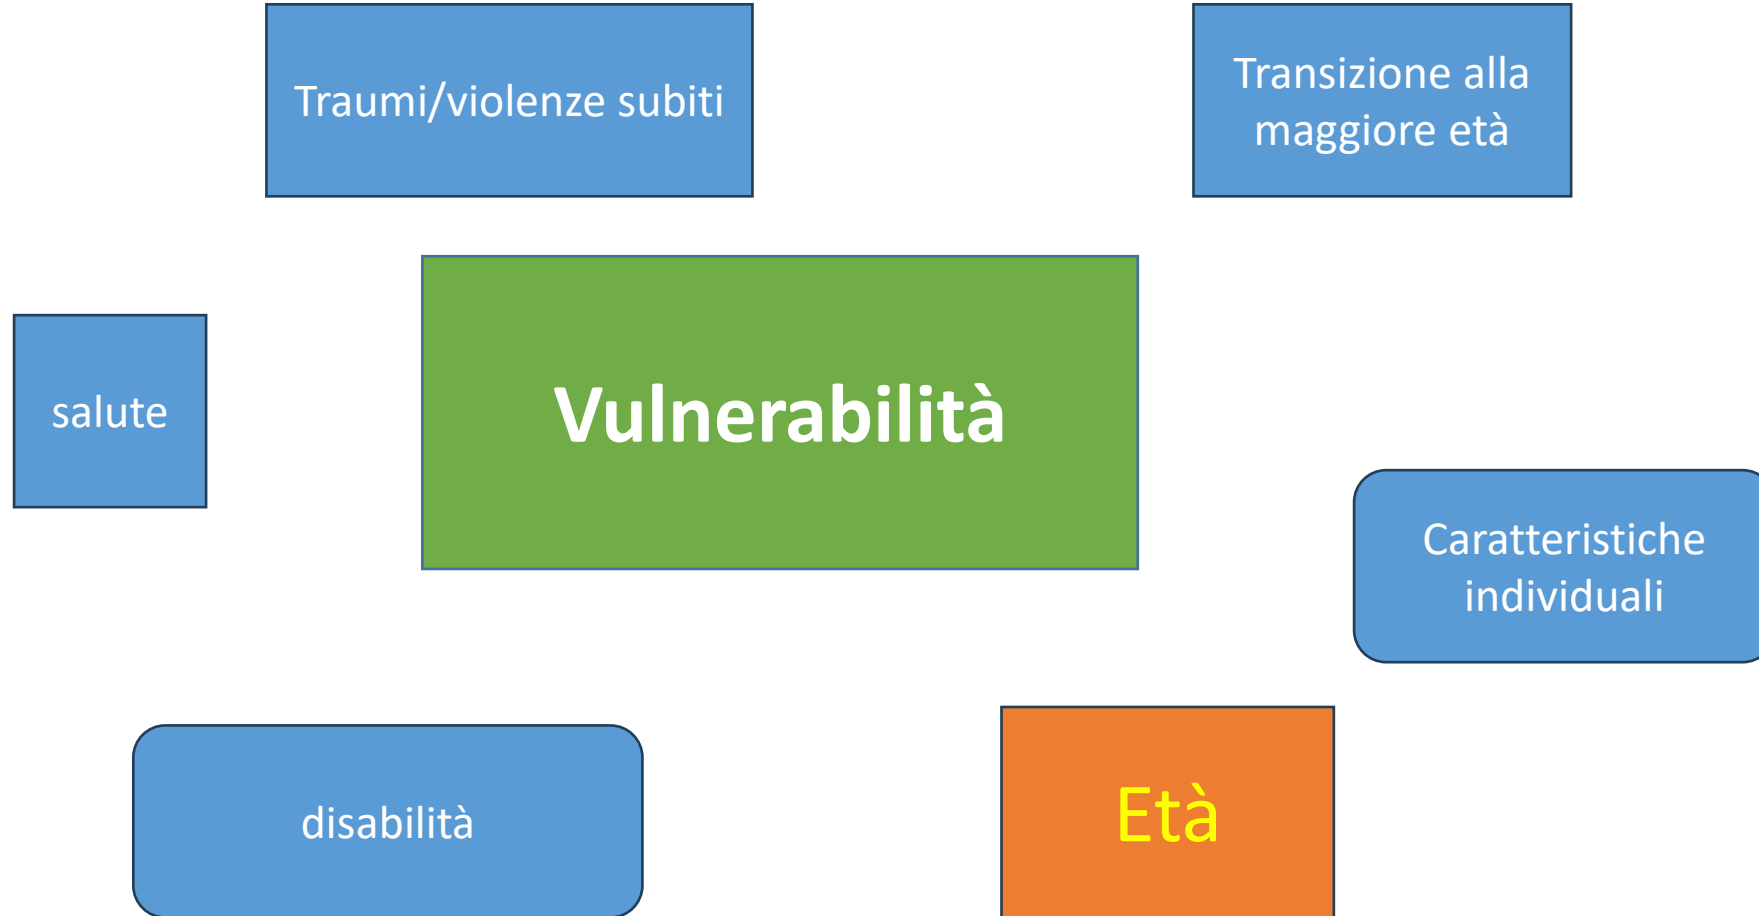 Traumi/violenze subiti
Transizione alla
maggiore età
salute
Vulnerabilità
Caratteristiche
individuali
disabilità
Età